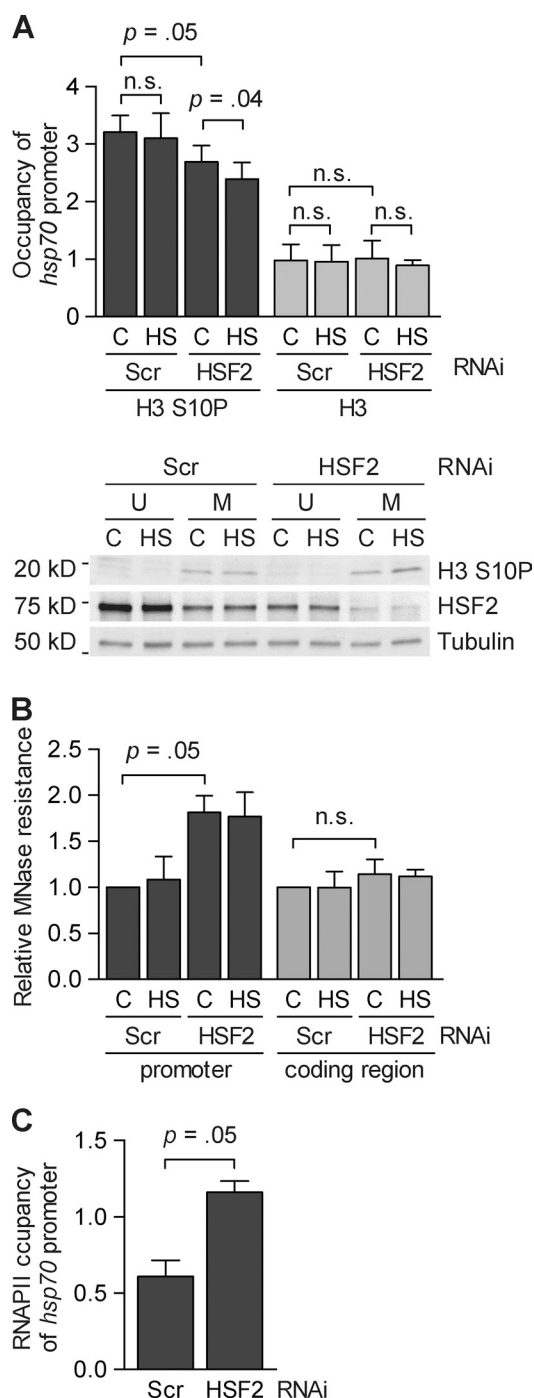 A
p = .05
n.s.
p = .04
n.s.
n.s.
n.s.
4
3
2
1
0
Occupancy of
hsp70 promoter
C HS C HS C HS C HS
Scr HSF2 Scr HSF2 RNAi
H3 S10P H3
Scr HSF2 RNAi
U M U M
C HS C HS C HS C HS
20 kD H3 S10P
75 kD HSF2
50 kD Tubulin
B
p = .05
n.s.
2.5
2.0
1.5
1.0
0.5
0.0
Relative MNase resistance
C HS C HS C HS C HS
Scr HSF2 Scr HSF2 RNAi
promoter coding region
C
p = .05
1.5
1.0
0.5
0.0
RNAPII ccupancy
of hsp70 promoter
Scr HSF2 RNAi